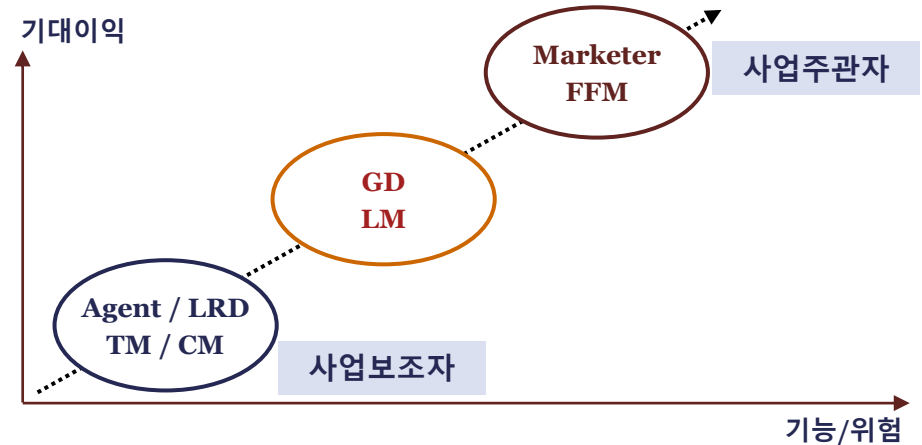 기대이익
Marketer
FFM
사업주관자
GD
LM
Agent / LRD
TM / CM
사업보조자
기능/위험